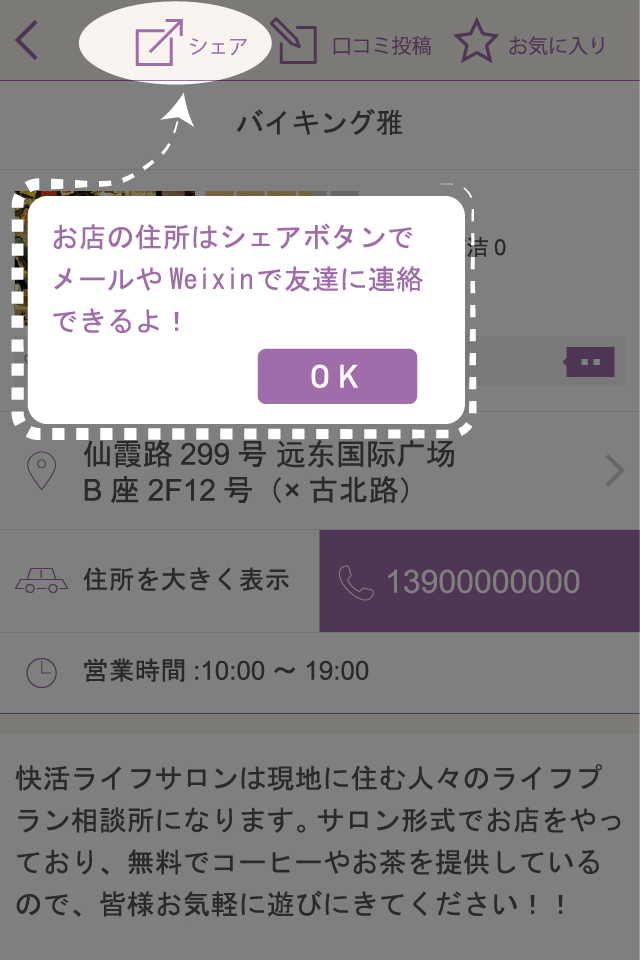 シェア 口コミ投稿 お気に入り
バイキング雅
洁 0
お店の住所はシェアボタンで
メールや Weixinで友達に連絡
できるよ！
OK
仙霞路 299 号 远东国际广场
B 座 2F12 号（× 古北路）
住所を大きく表示
13900000000
営業時間 :10:00 〜 19:00
快活ライフサロンは現地に住む人々のライフプ
ラン相談所になります。サロン形式でお店をやっ
ており、無料でコーヒーやお茶を提供している
ので、皆様お気軽に遊びにきてください！！